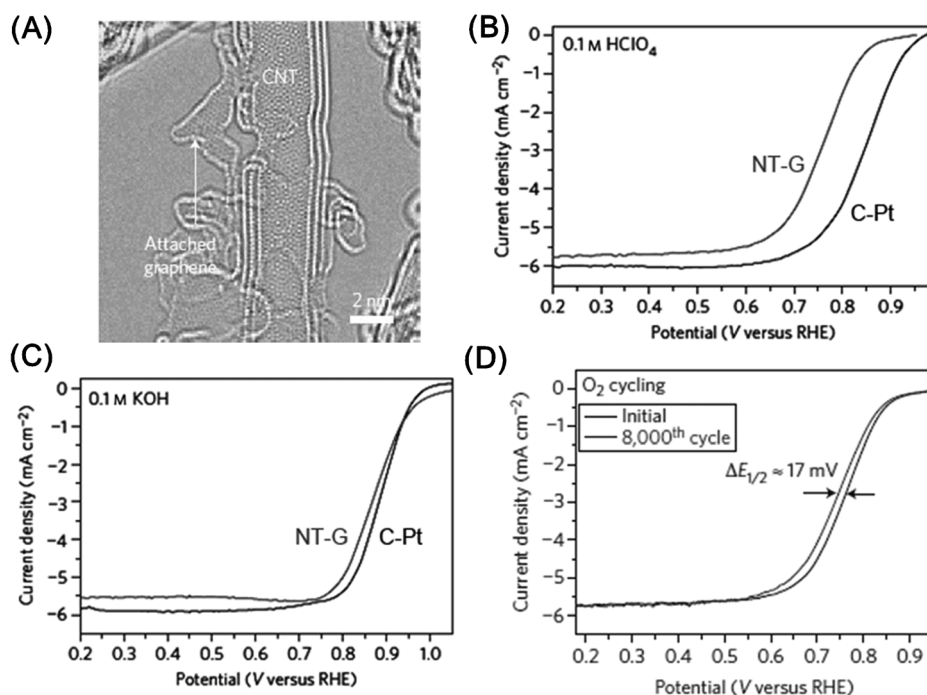 (A)
CNT
Attached
graphene
2 nm
(B)
0.1 M HClO₄
NT-G
C-Pt
0
−1
−2
−3
−4
−5
−6
Current density (mA cm⁻²)
0.2 0.3 0.4 0.5 0.6 0.7 0.8 0.9
Potential (V versus RHE)
(C)
0.1 M KOH
NT-G C-Pt
0
−1
−2
−3
−4
−5
−6
Current density (mA cm⁻²)
0.2 0.3 0.4 0.5 0.6 0.7 0.8 0.9 1.0
Potential (V versus RHE)
(D)
O₂ cycling
Initial
8,000th cycle
ΔE1/2 ≈ 17 mV
0
−1
−2
−3
−4
−5
−6
Current density (mA cm⁻²)
0.2 0.3 0.4 0.5 0.6 0.7 0.8 0.9
Potential (V versus RHE)